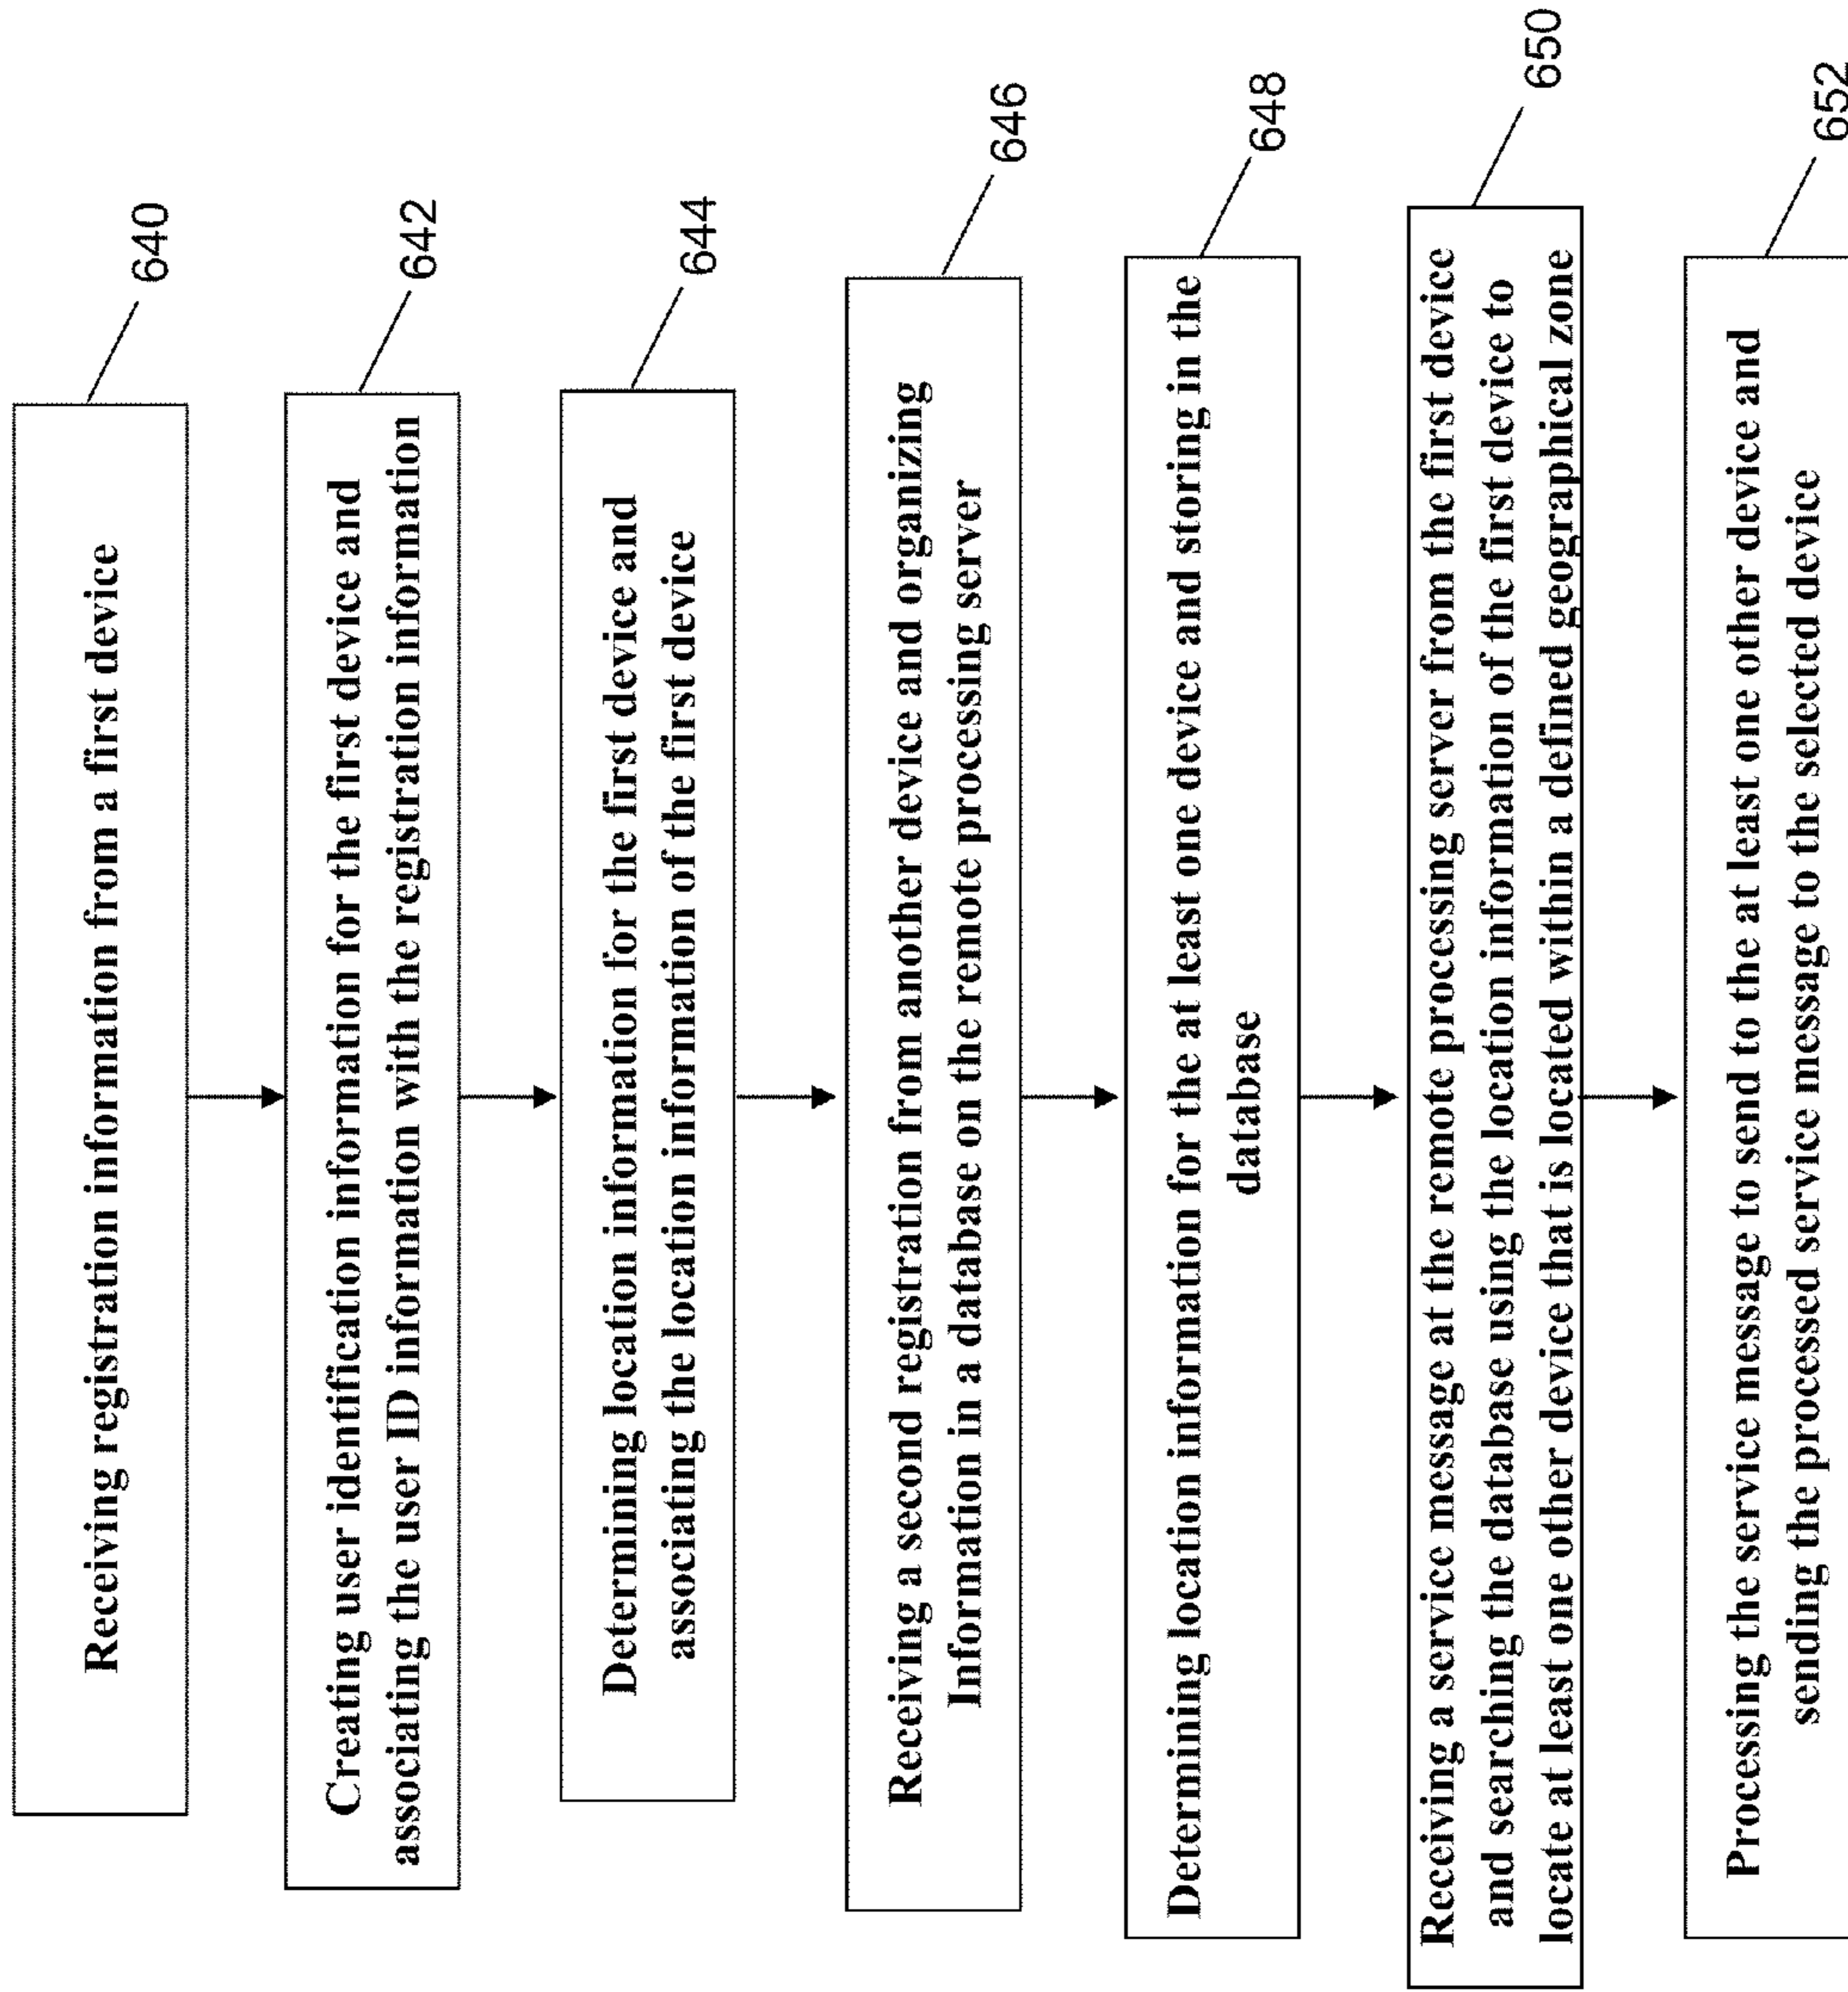 Receiving registration information from a first device
640
Creating user identification information for the first device and
associating the user ID information with the registration information
642
Determining location information for the first device and
associating the location information of the first device
644
Receiving a second registration from another device and organizing
Information in a database on the remote processing server
646
Determining location information for the at least one device and storing in the
database
648
Receiving a service message at the remote processing server from the first device
and searching the database using the location information of the first device to
locate at least one other device that is located within a defined geographical zone
650
Processing the service message to send to the at least one other device and
sending the processed service message to the selected device
652